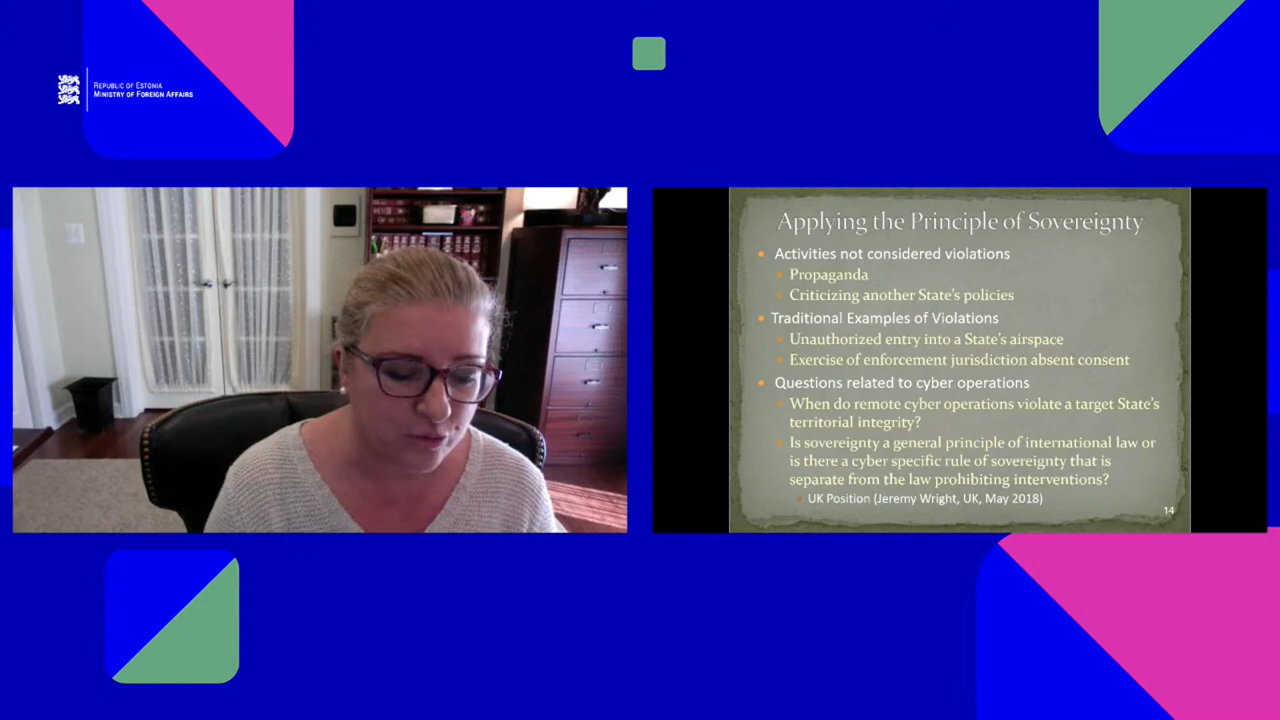 REPUBLIC OF ESTONIA
MINISTRY OF FOREIGN AFFAIRS
Applying the Principle of Sovereignty
Activities not considered violations
Propaganda
Criticizing another State's policies
Traditional Examples of Violations
Unauthorized entry into a State's airspace
Exercise of enforcement jurisdiction absent consent
Questions related to cyber operations
When do remote cyber operations violate a target State's
territorial integrity?
Is sovereignty a general principle of international law or
is there a cyber specific rule of sovereignty that is
separate from the law prohibiting interventions?
UK Position (Jeremy Wright, UK, May 2018)
14